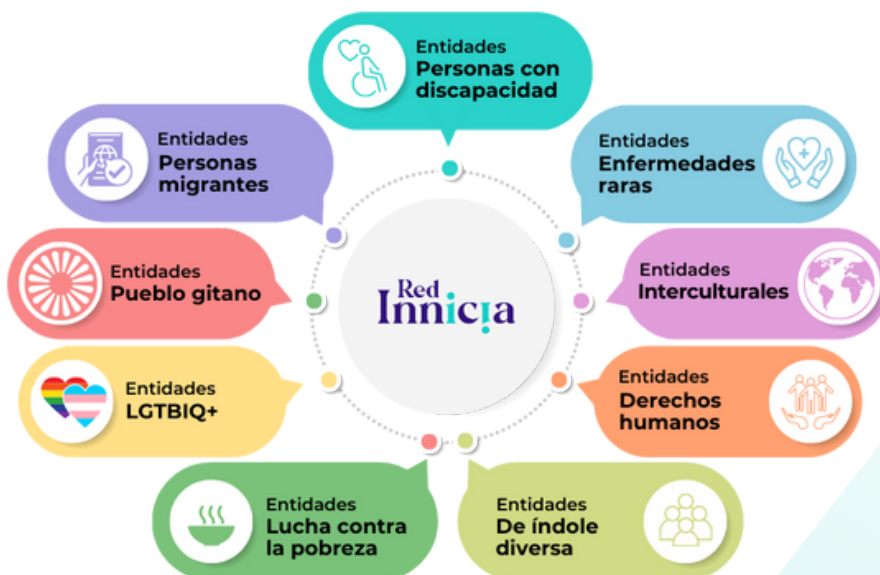 Entidades
Personas con
discapacidad
Entidades
Personas
migrantes
Entidades
Enfermedades
raras
Entidades
Pueblo gitano
Entidades
Interculturales
Red
Innicia
Entidades
LGTBIQ+
Entidades
Derechos
humanos
Entidades
Lucha contra
la pobreza
Entidades
De índole
diversa